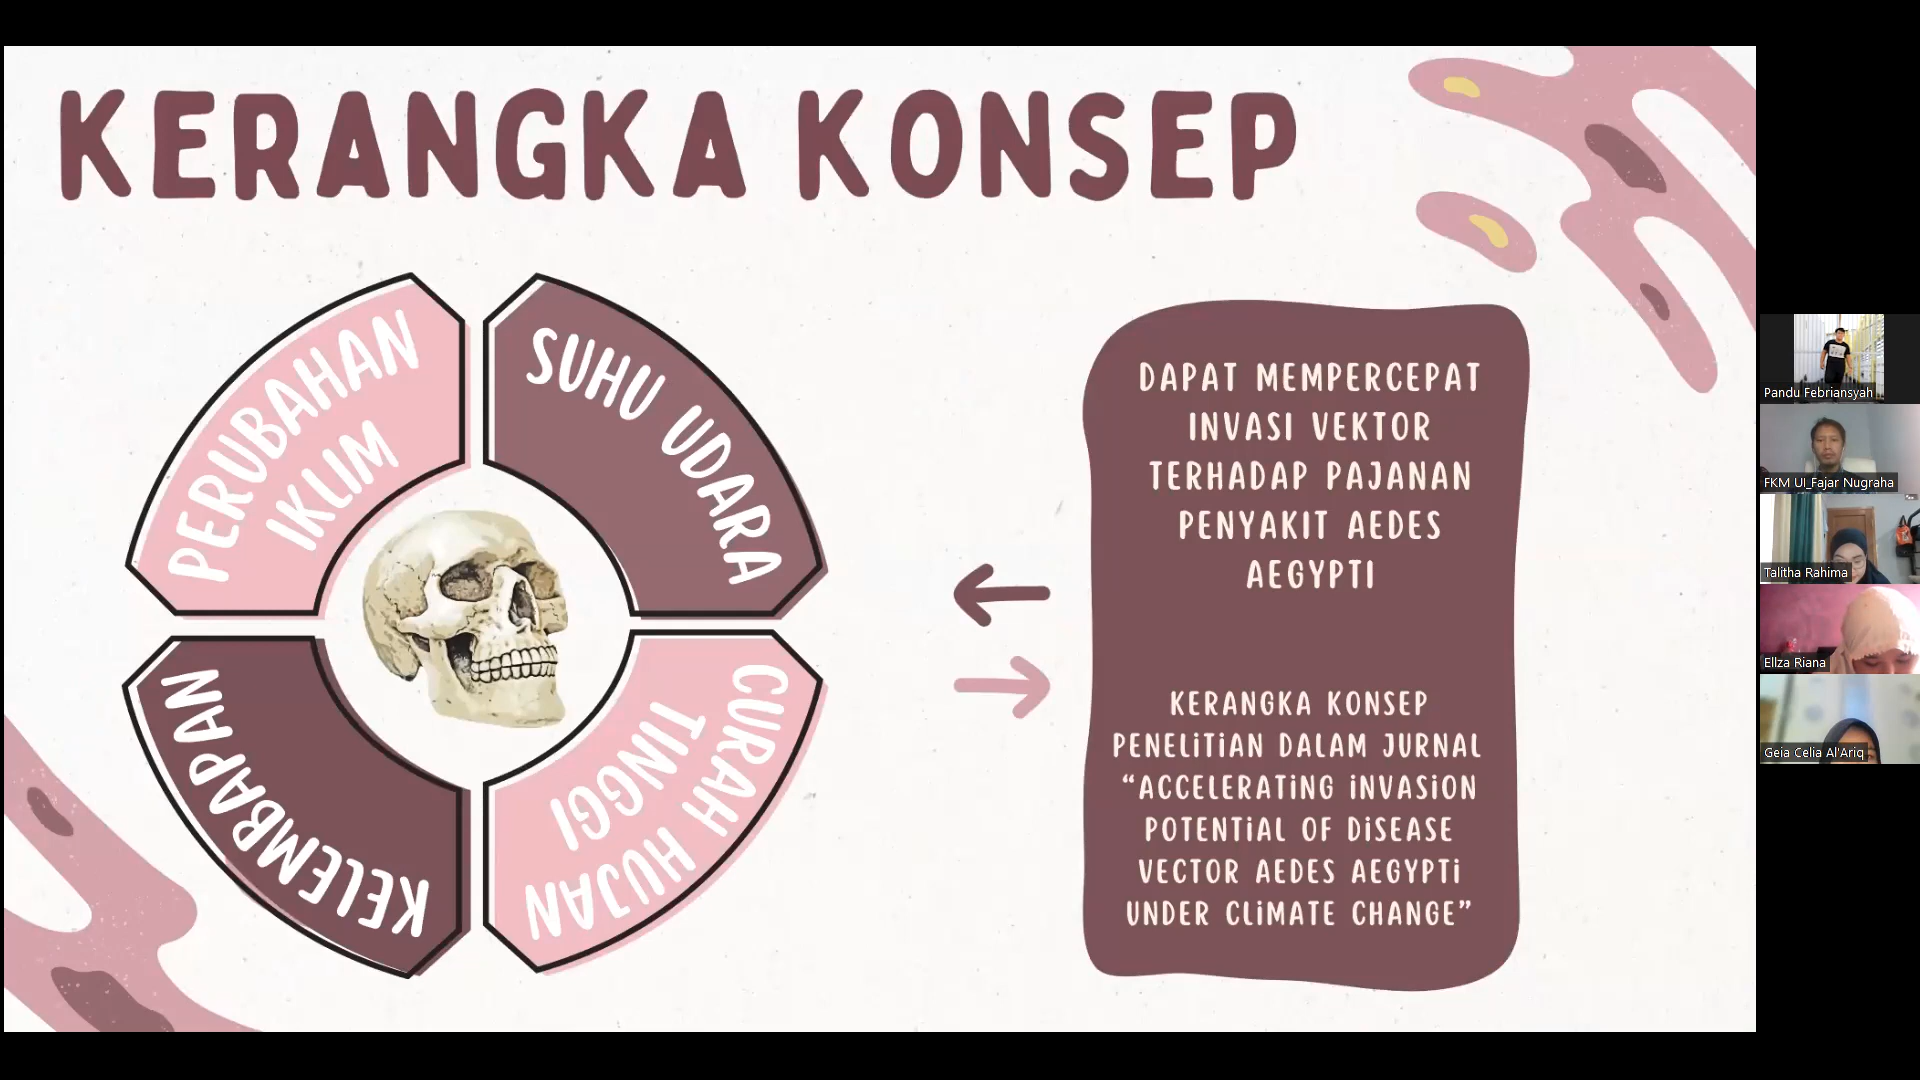 KERANGKA KONSEP
PERUBAHAN
IKLIM
SUHU UDARA
KELEMBAPAN
CURAH HUJAN
TINGGI
DAPAT MEMPERCEPAT
INVASI VEKTOR
TERHADAP PAJANAN
PENYAKIT AEDES
AEGYPTI
KERANGKA KONSEP
PENELiTiAN DALAM JURNAL
“ACCELERATiNG iNVASiON
POTENTiAL OF DiSEASE
VECTOR AEDES AEGYPTi
UNDER CLiMATE CHANGE”
Pandu Febriansyah
FKM UI_Fajar Nugraha
Talitha Rahima
Ellza Riana
Geia Celia Al'Ariq